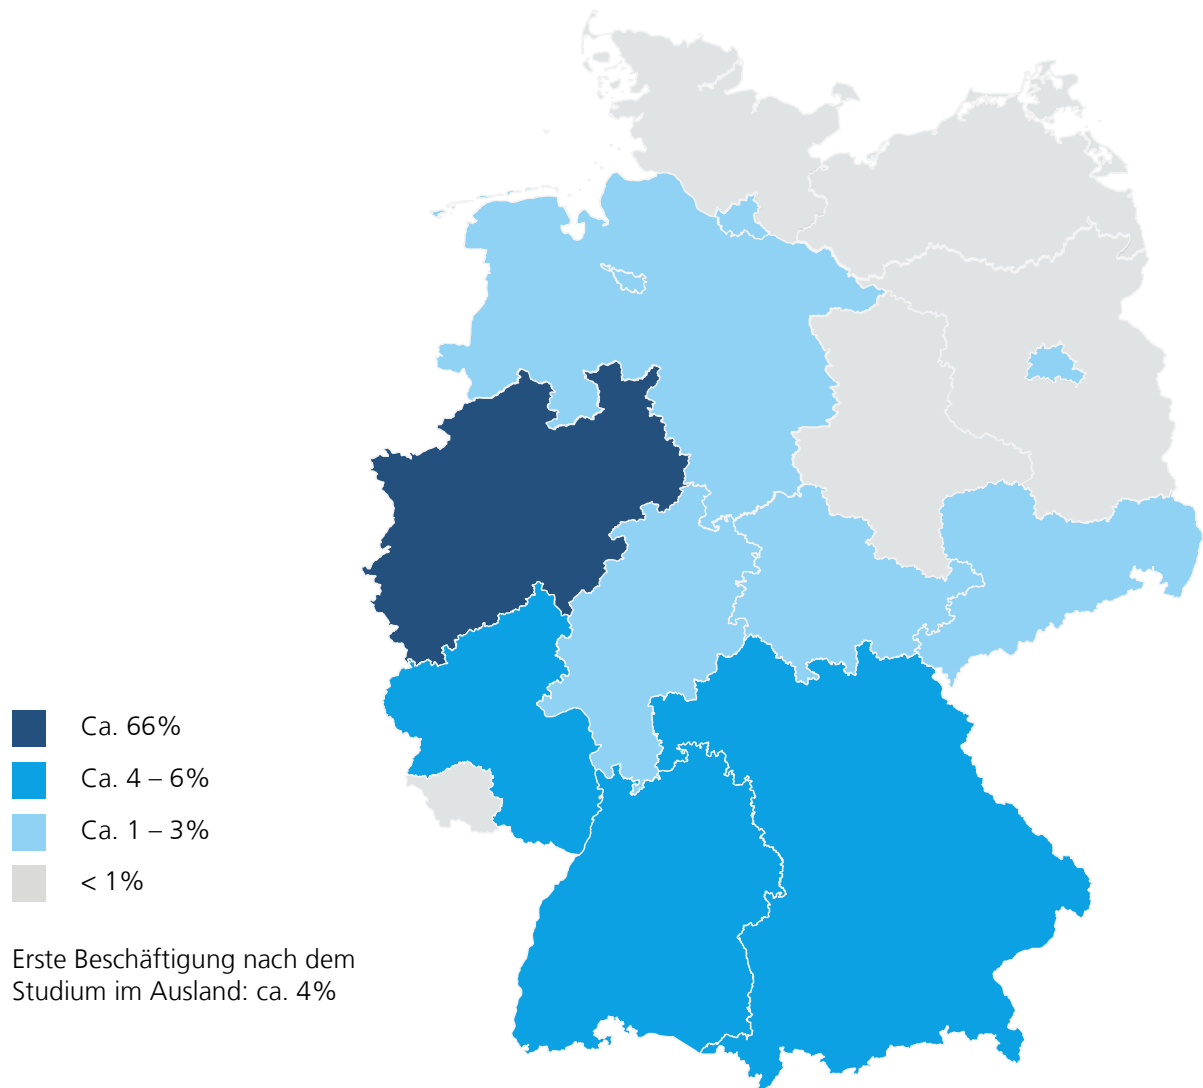 Ca. 66%
Ca. 4 – 6%
Ca. 1 – 3%
< 1%
Erste Beschäftigung nach dem
Studium im Ausland: ca. 4%